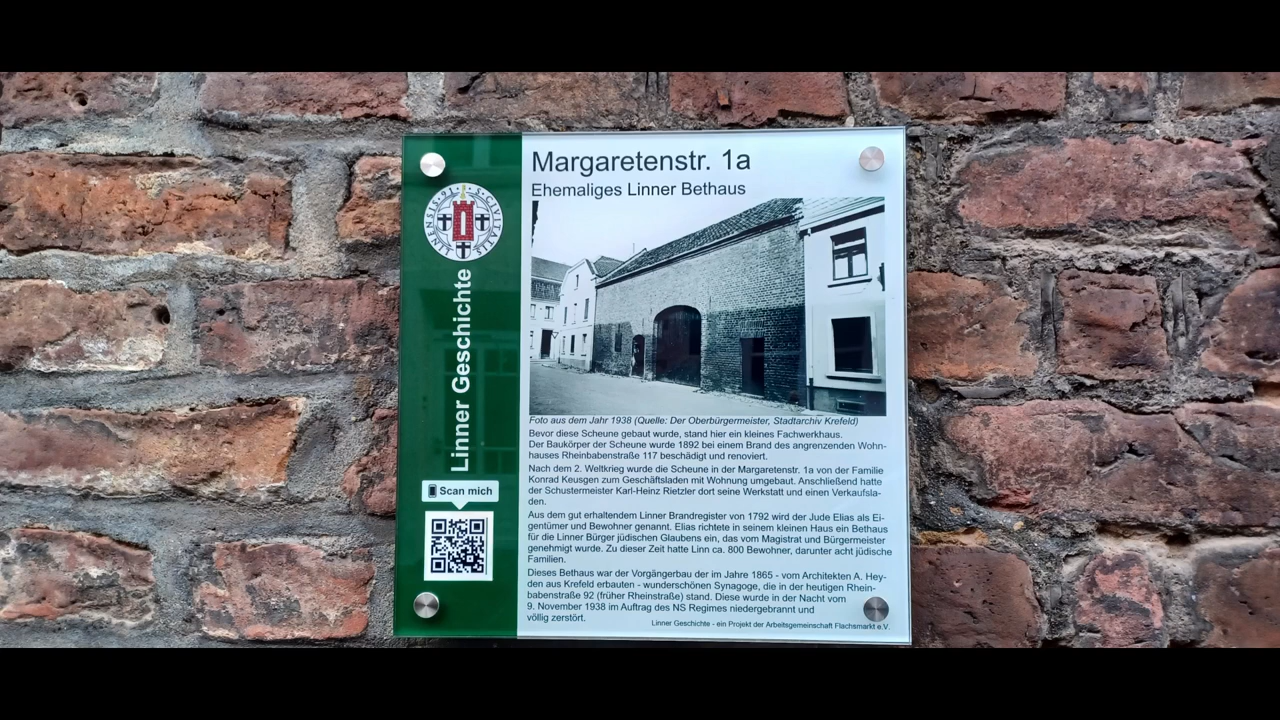 Margaretenstr. 1a
Ehemaliges Linner Bethaus
LINNENSIS·91·S·CIVITATIS
Linner Geschichte
Scan mich
Foto aus dem Jahr 1938 (Quelle: Der Oberbürgermeister, Stadtarchiv Krefeld)
Bevor diese Scheune gebaut wurde, stand hier ein kleines Fachwerkhaus.
Der Baukörper der Scheune wurde 1892 bei einem Brand des angrenzenden Wohn-
hauses Rheinbabenstraße 117 beschädigt und renoviert.
Nach dem 2. Weltkrieg wurde die Scheune in der Margaretenstr. 1a von der Familie
Konrad Keusgen zum Geschäftsladen mit Wohnung umgebaut. Anschließend hatte
der Schustermeister Karl-Heinz Rietzler dort seine Werkstatt und einen Verkaufsla-
den.
Aus dem gut erhaltendem Linner Brandregister von 1792 wird der Jude Elias als Ei-
gentümer und Bewohner genannt. Elias richtete in seinem kleinen Haus ein Bethaus
für die Linner Bürger jüdischen Glaubens ein, das vom Magistrat und Bürgermeister
genehmigt wurde. Zu dieser Zeit hatte Linn ca. 800 Bewohner, darunter acht jüdische
Familien.
Dieses Bethaus war der Vorgängerbau der im Jahre 1865 - vom Architekten A. Hey-
den aus Krefeld erbauten - wunderschönen Synagoge, die in der heutigen Rhein-
babenstraße 92 (früher Rheinstraße) stand. Diese wurde in der Nacht vom
9. November 1938 im Auftrag des NS Regimes niedergebrannt und
völlig zerstört.
Linner Geschichte - ein Projekt der Arbeitsgemeinschaft Flachsmarkt e.V.